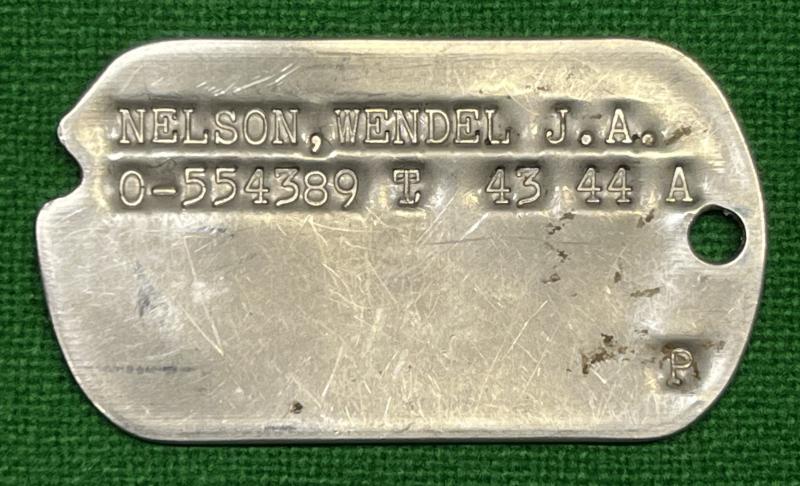 NELSON,WENDEL J.A.
O-554389 T 43 44 A
P